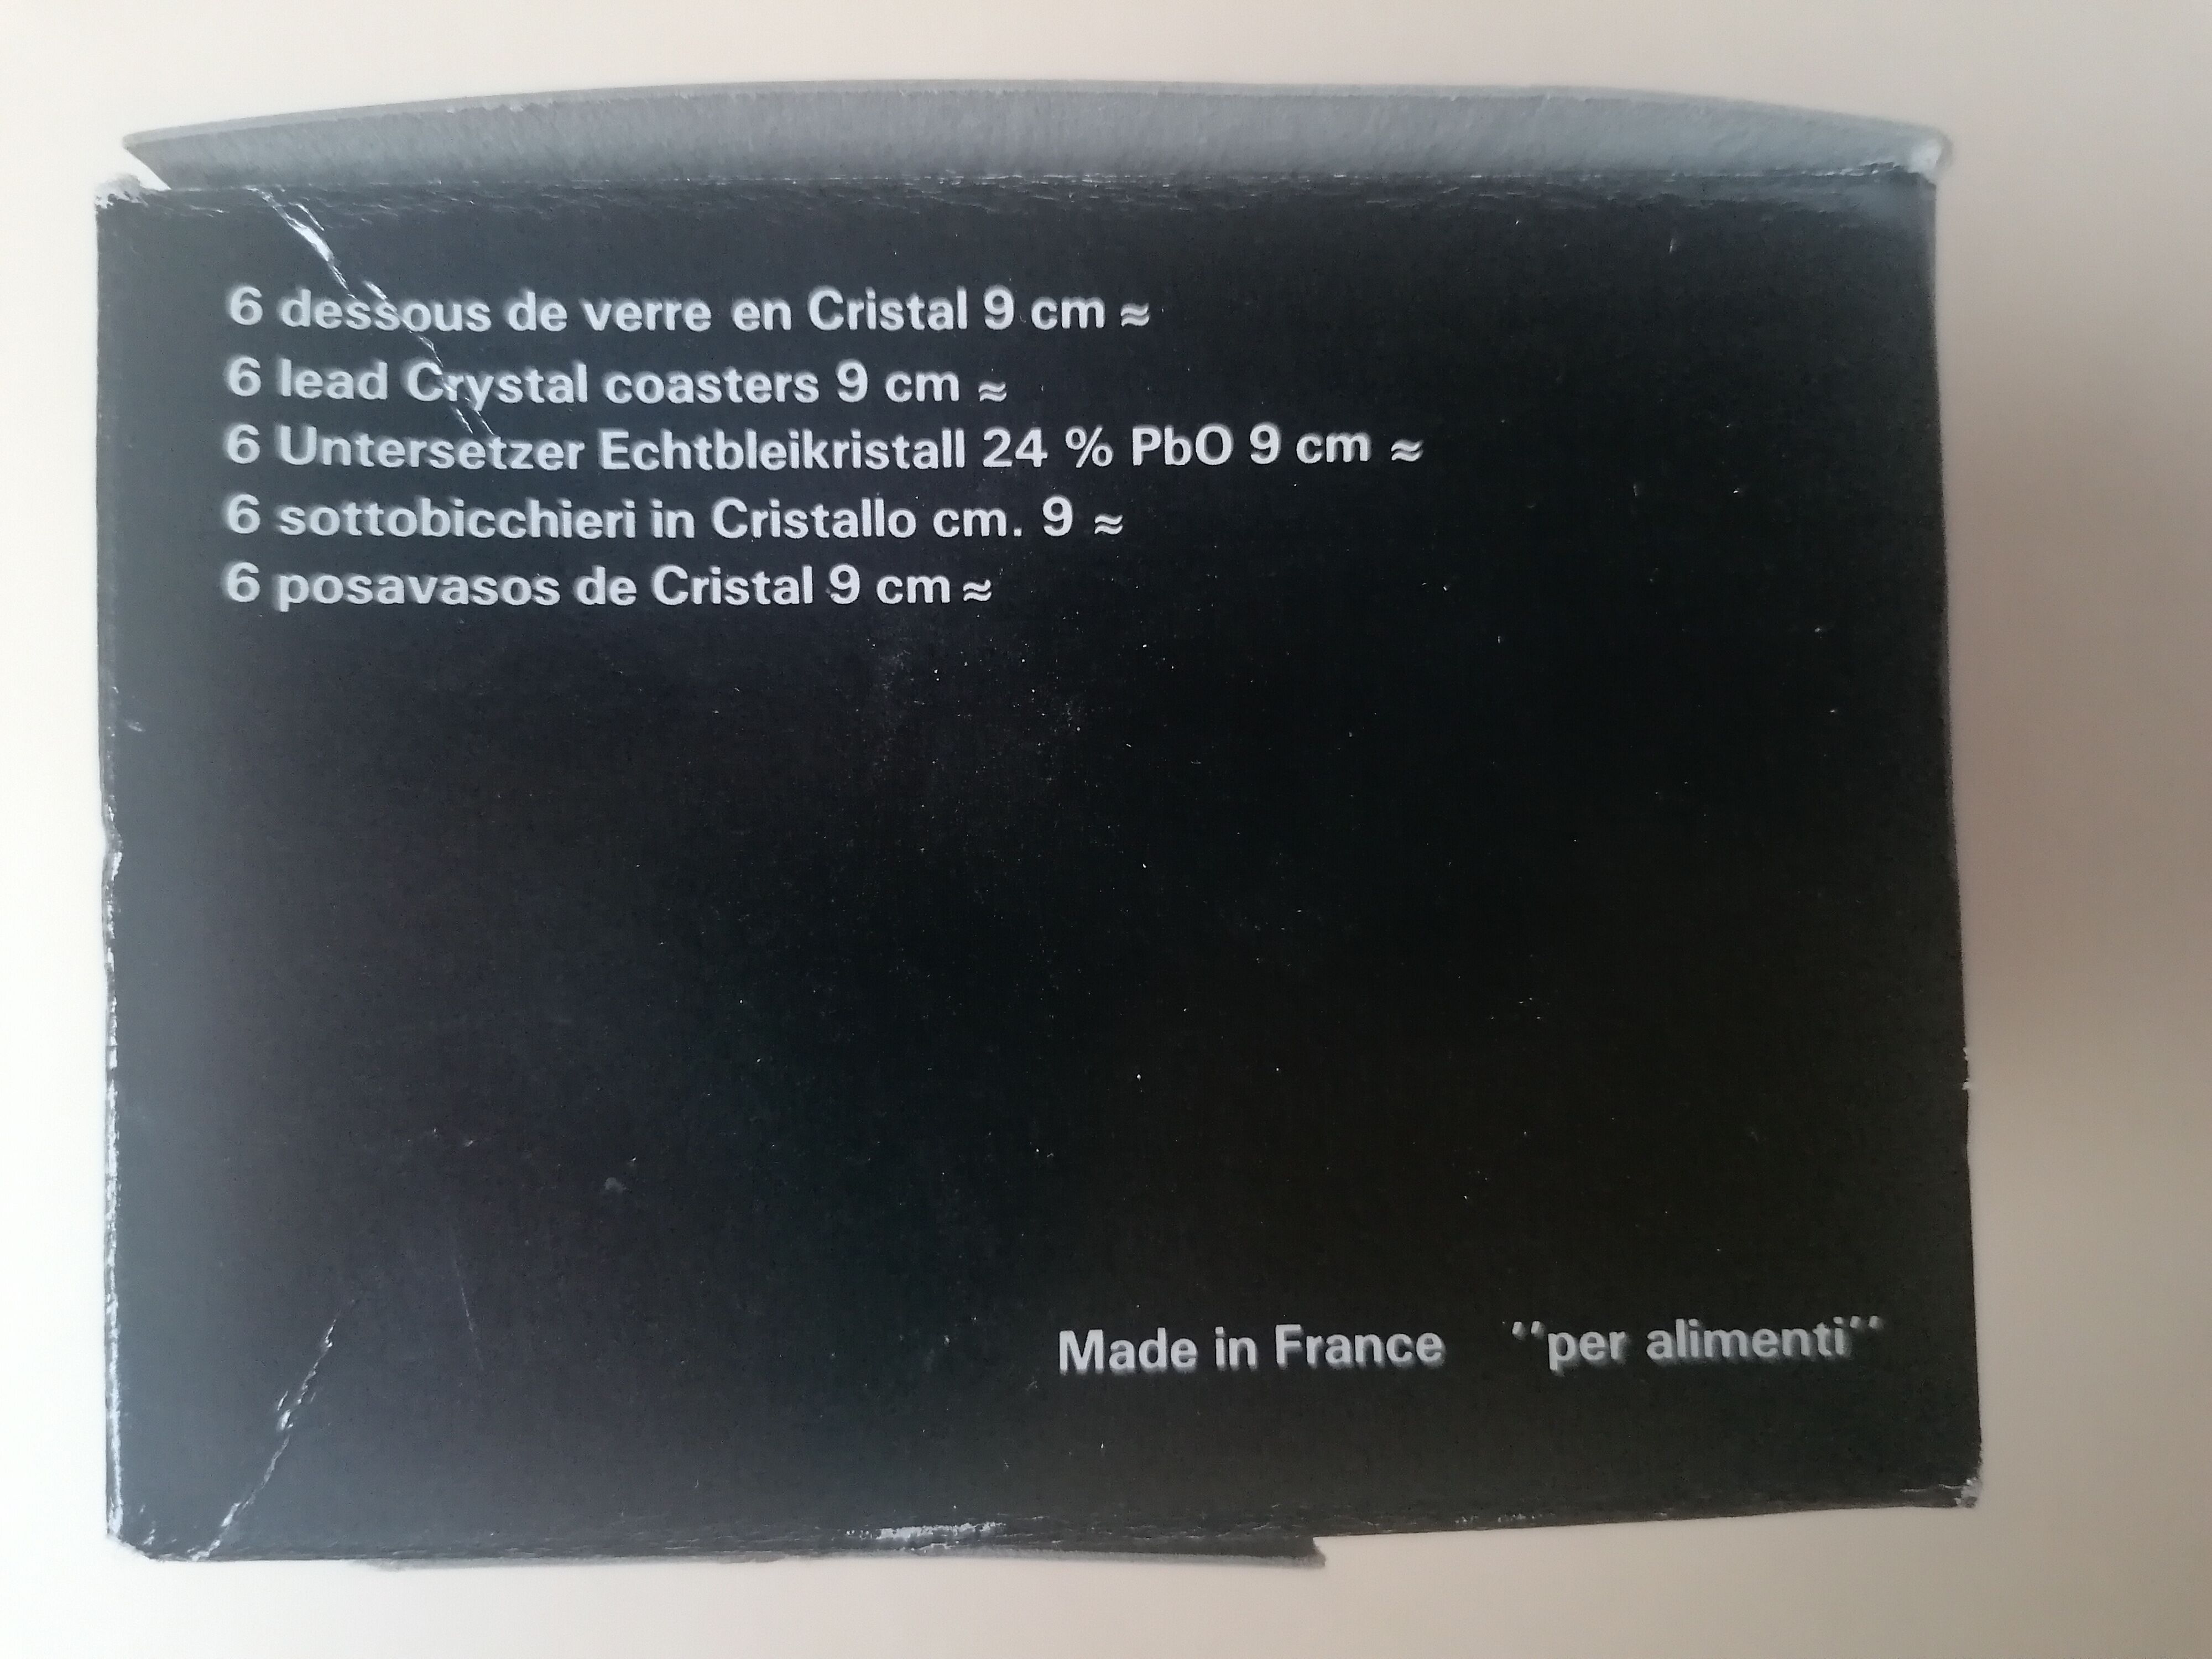 6 dessous de verre en Cristal 9 cm ≈
6 lead Crystal coasters 9 cm ≈
6 Untersetzer Echtbleikristall 24 % PbO 9 cm ≈
6 sottobicchieri in Cristallo cm. 9 ≈
6 posavasos de Cristal 9 cm ≈
Made in France ‘‘per alimenti‘‘